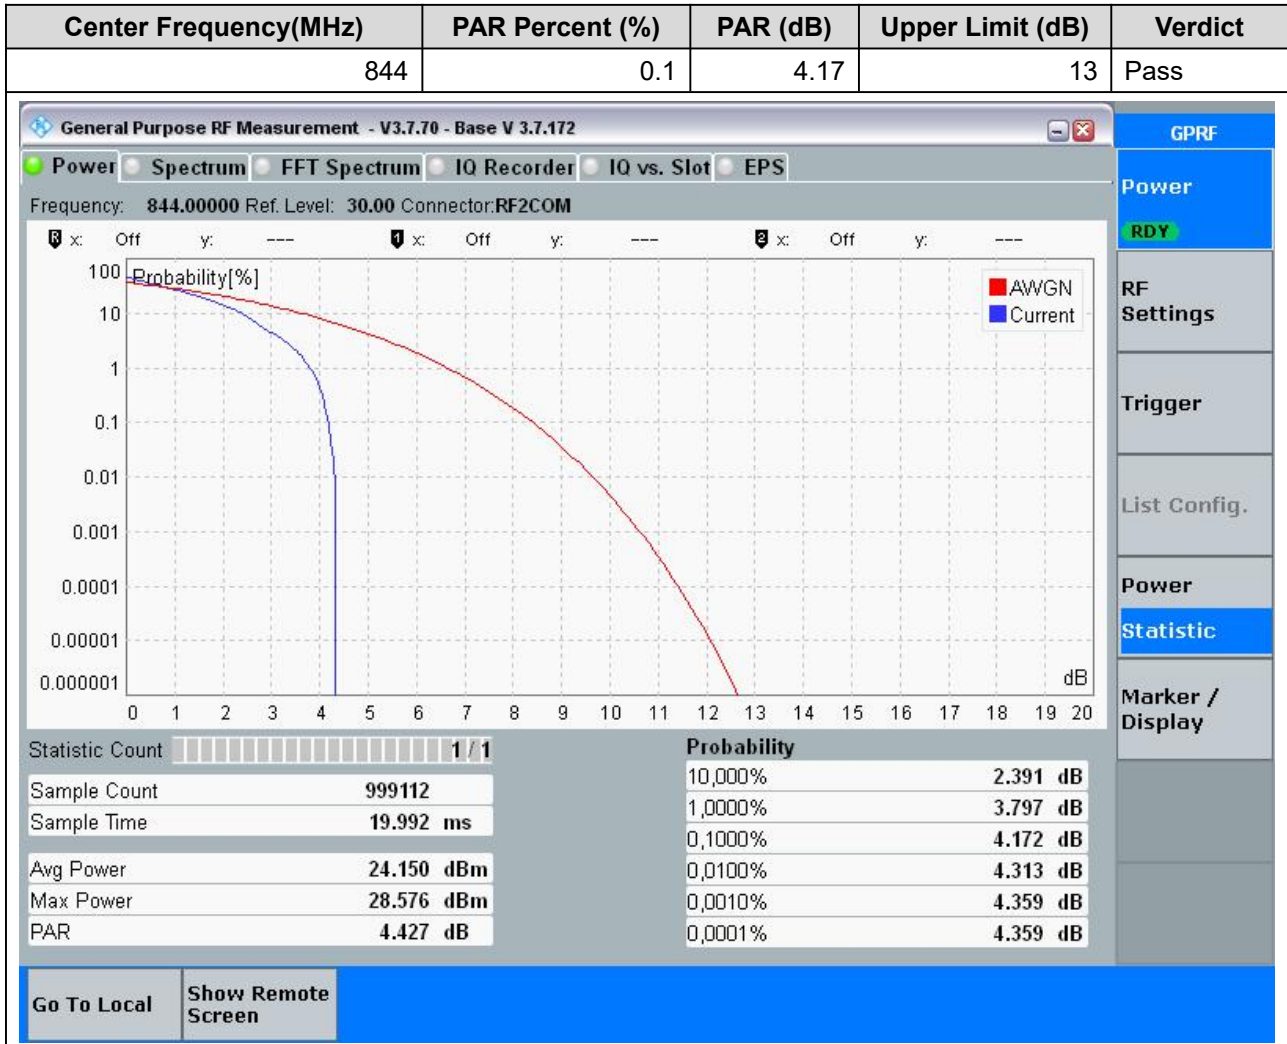 Center Frequency(MHz) PAR Percent (%) PAR (dB) Upper Limit (dB) Verdict
844 0.1 4.17 13 Pass
General Purpose RF Measurement - V3.7.70 - Base V 3.7.172
GPRF
Power Spectrum FFT Spectrum IQ Recorder IQ vs. Slot EPS
Power
RDY
Frequency: 844.00000 Ref. Level: 30.00 Connector:RF2COM
R x: Off y: --- 1 x: Off y: --- 2 x: Off y: ---
Probability[%]
AWGN
Current
100
10
1
0.1
0.01
0.001
0.0001
0.00001
0.000001
dB
0 1 2 3 4 5 6 7 8 9 10 11 12 13 14 15 16 17 18 19 20
RF
Settings
Trigger
List Config.
Power
Statistic
Marker /
Display
Statistic Count 1 / 1
Sample Count 999112
Sample Time 19.992 ms
Avg Power 24.150 dBm
Max Power 28.576 dBm
PAR 4.427 dB
Probability
10,000% 2.391 dB
1,0000% 3.797 dB
0,1000% 4.172 dB
0,0100% 4.313 dB
0,0010% 4.359 dB
0,0001% 4.359 dB
Go To Local
Show Remote
Screen